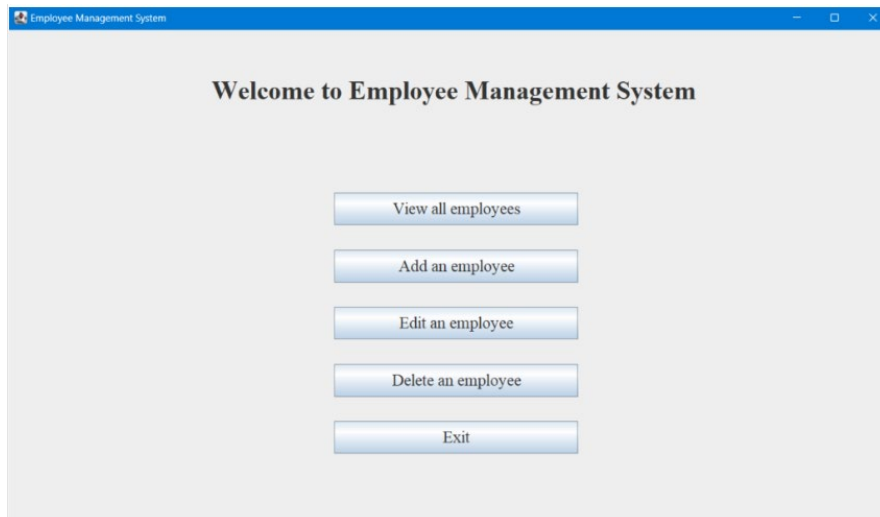 Employee Management System
Welcome to Employee Management System
View all employees
Add an employee
Edit an employee
Delete an employee
Exit